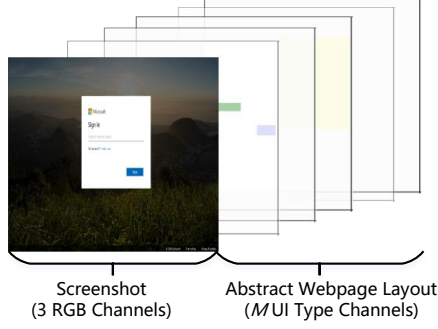 Microsoft
Sign in
Screenshot
(3 RGB Channels)
Abstract Webpage Layout
(M UI Type Channels)